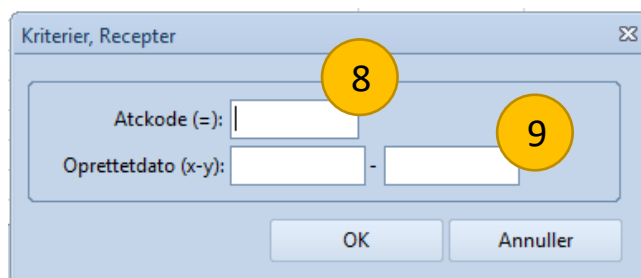 Kriterier, Recepter
8
Atckode (=):
9
Oprettetdato (x-y): -
OK Annuller